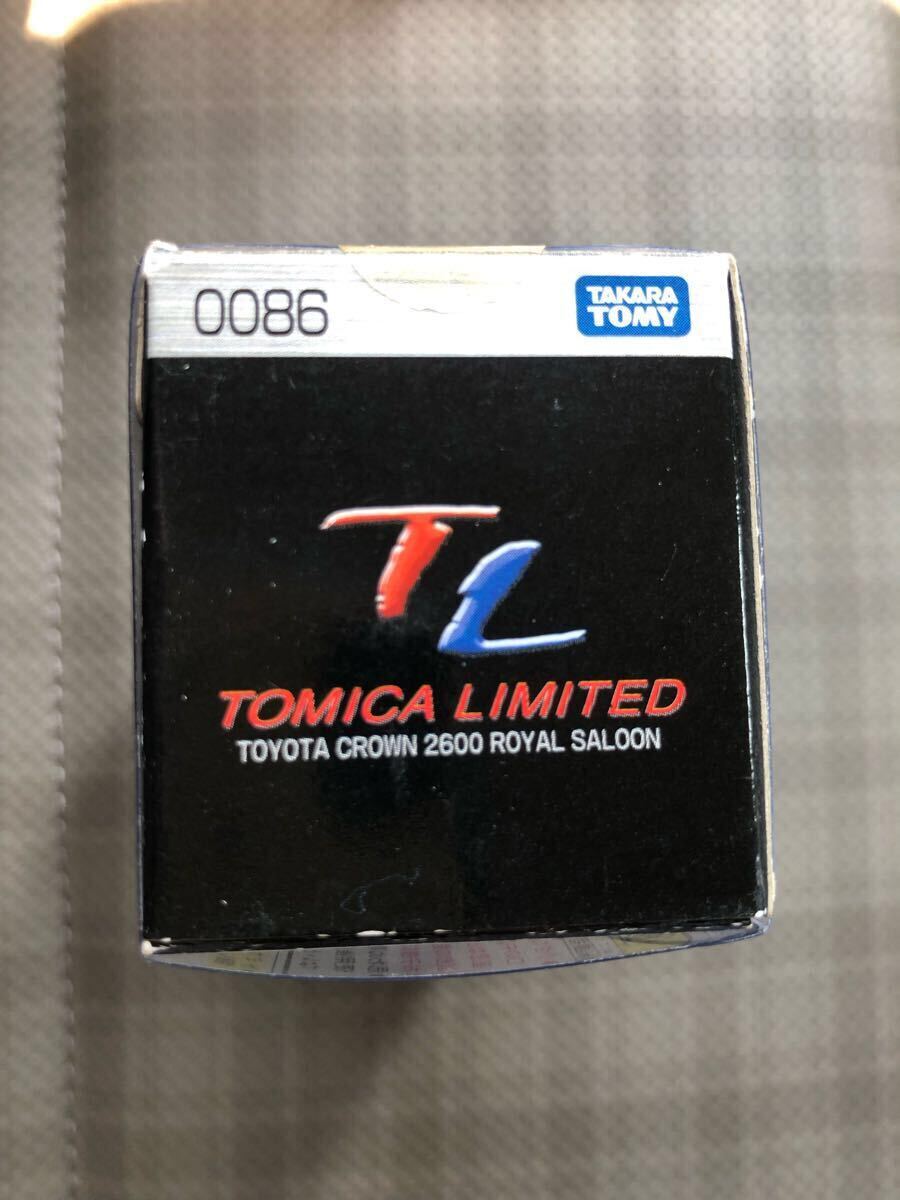 0086
TAKARA
TOMY
TL
TOMICA LIMITED
TOYOTA CROWN 2600 ROYAL SALOON